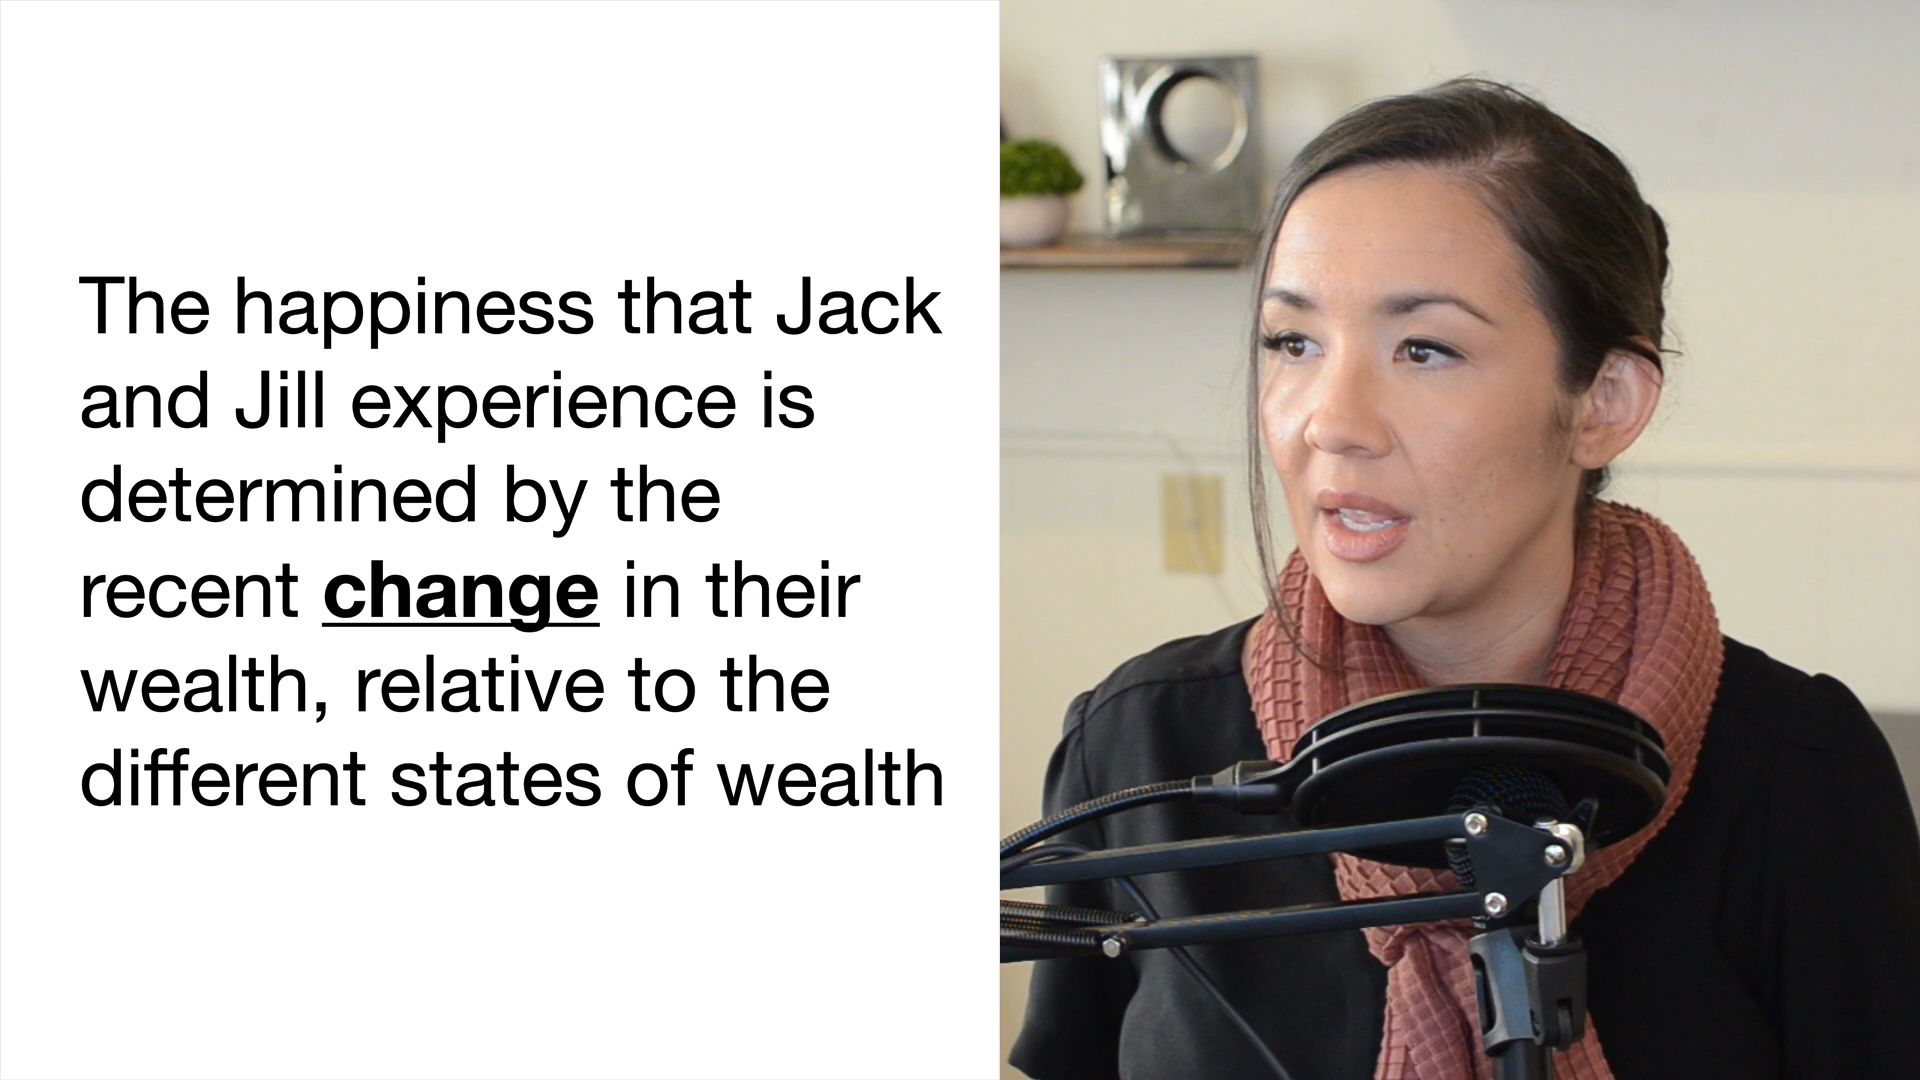 The happiness that Jack
and Jill experience is
determined by the
recent change in their
wealth, relative to the
different states of wealth